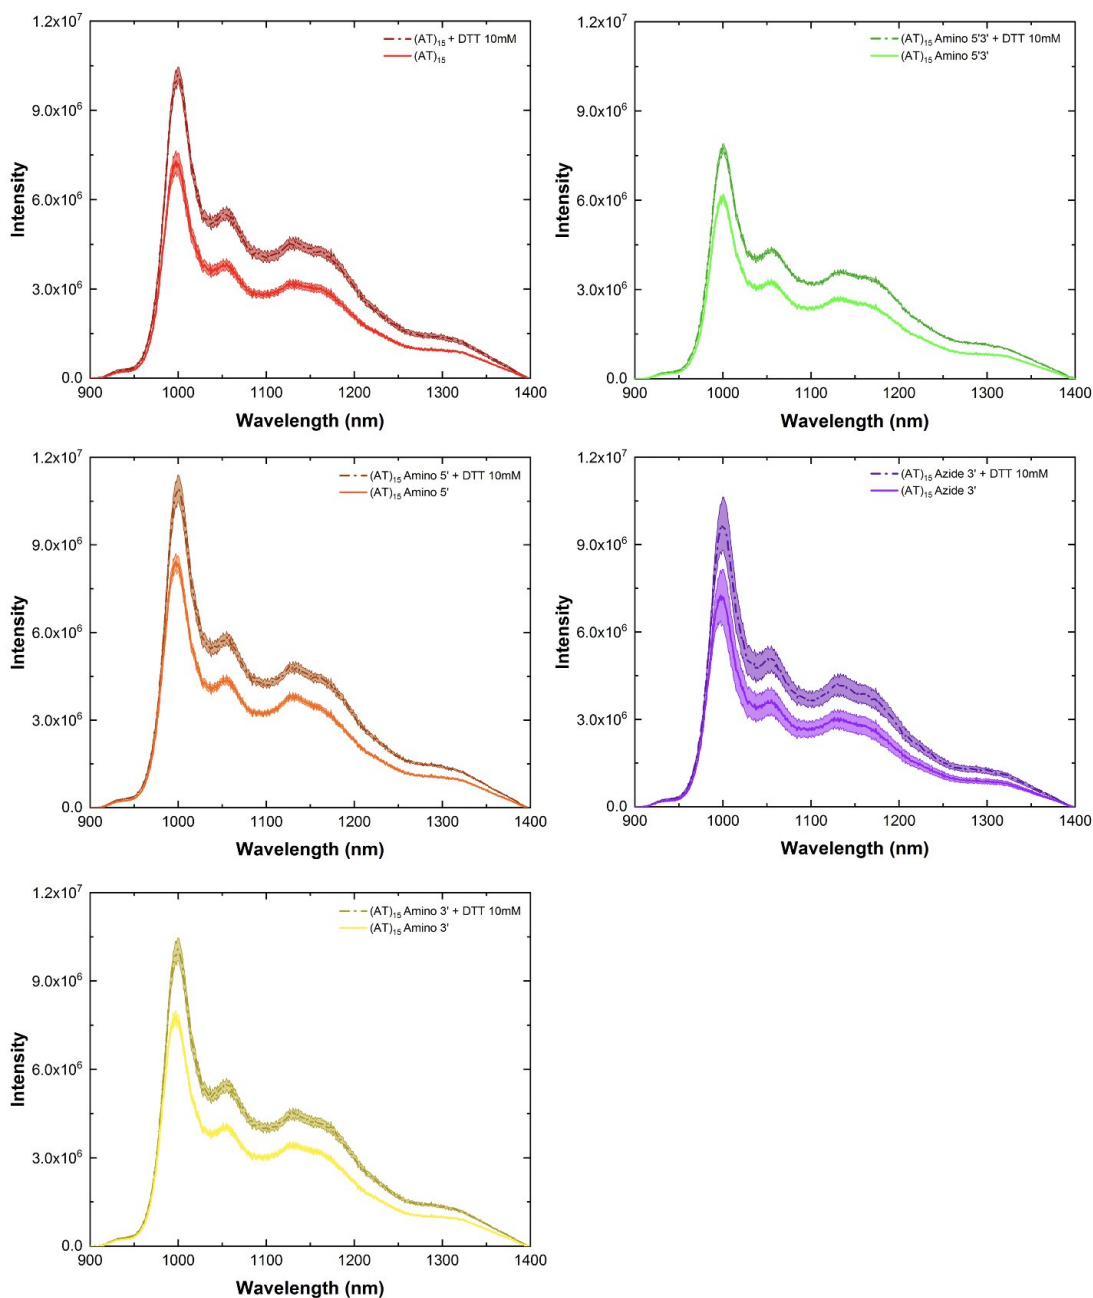 1.2x10⁷
9.0x10⁶
6.0x10⁶
3.0x10⁶
0.0
Intensity
(AT)₁₅ + DTT 10mM
(AT)₁₅
900 1000 1100 1200 1300 1400
Wavelength (nm)
1.2x10⁷
9.0x10⁶
6.0x10⁶
3.0x10⁶
0.0
Intensity
(AT)₁₅ Amino 5'3' + DTT 10mM
(AT)₁₅ Amino 5'3'
900 1000 1100 1200 1300 1400
Wavelength (nm)
1.2x10⁷
9.0x10⁶
6.0x10⁶
3.0x10⁶
0.0
Intensity
(AT)₁₅ Amino 5' + DTT 10mM
(AT)₁₅ Amino 5'
900 1000 1100 1200 1300 1400
Wavelength (nm)
1.2x10⁷
9.0x10⁶
6.0x10⁶
3.0x10⁶
0.0
Intensity
(AT)₁₅ Azide 3' + DTT 10mM
(AT)₁₅ Azide 3'
900 1000 1100 1200 1300 1400
Wavelength (nm)
1.2x10⁷
9.0x10⁶
6.0x10⁶
3.0x10⁶
0.0
Intensity
(AT)₁₅ Amino 3' + DTT 10mM
(AT)₁₅ Amino 3'
900 1000 1100 1200 1300 1400
Wavelength (nm)